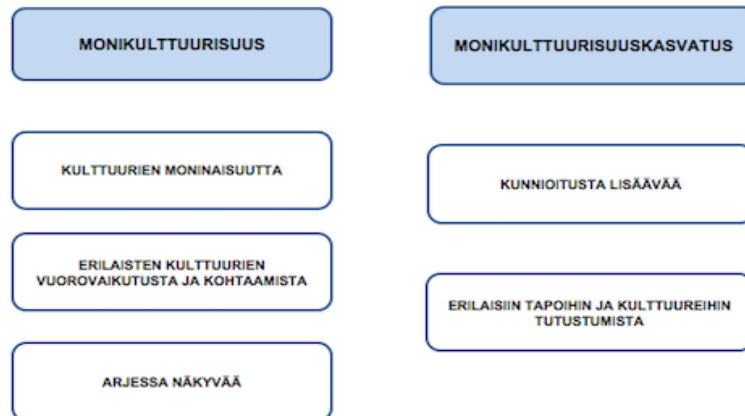 MONIKULTTUURISUUS
KULTTUURIEN MONINAISUUTTA
ERILAISTEN KULTTUURIEN
VUOROVAIKUTUSTA JA KOHTAAMISTA
ARJESSA NÄKYVÄÄ
MONIKULTTUURISUUSKASVATUS
KUNNIOITUSTA LISÄÄVÄÄ
ERILAISIIN TAPOIHIN JA KULTTUUREIHIN
TUTUSTUMISTA